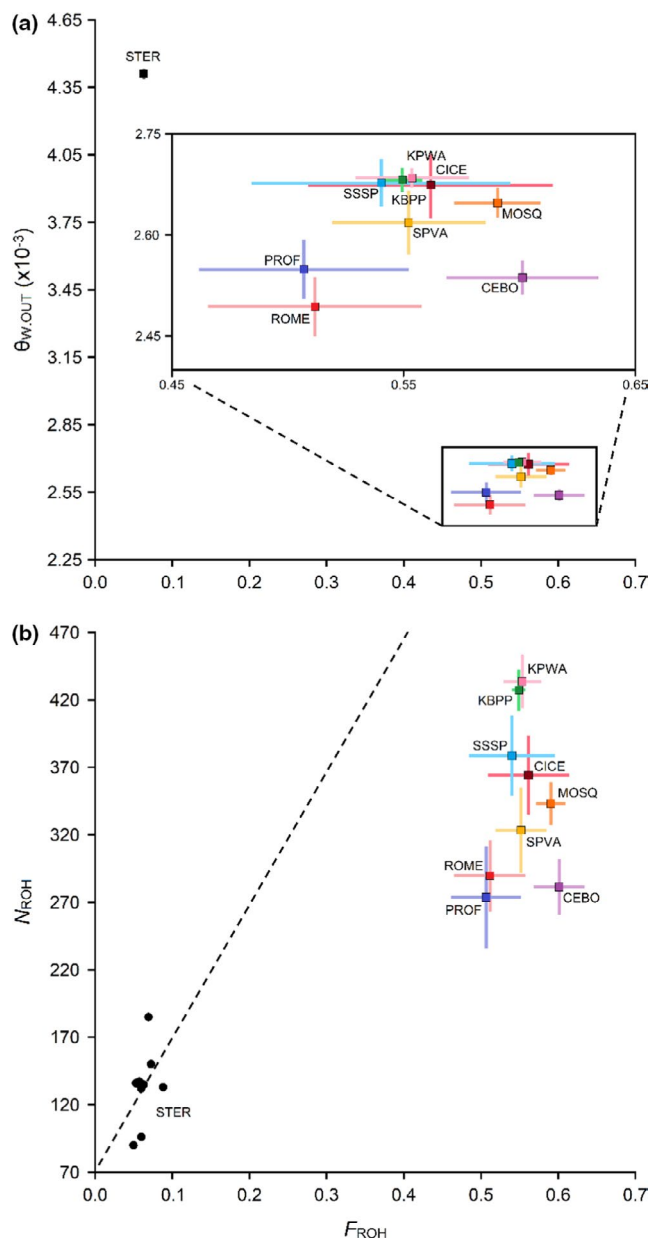 (a)
4.65
STER
4.35
4.05
2.75
KPWA
CICE
SSSP
KBPP
MOSQ
3.75
2.60
SPVA
PROF
CEBO
3.45
ROME
2.45
3.15
0.45
0.55
0.65
θW.OUT (x10⁻³)
2.85
2.55
2.25
0.0
0.1
0.2
0.3
0.4
0.5
0.6
0.7
(b)
470
KPWA
420
KBPP
SSSP
370
CICE
MOSQ
320
SPVA
ROME
270
CEBO
PROF
NROH
220
170
120
STER
70
0.0
0.1
0.2
0.3
0.4
0.5
0.6
0.7
FROH